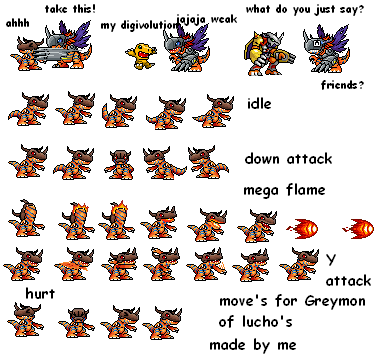 take this!
ahhh
my digivolution
jajaja weak
what do you just say?
friends?
idle
down attack
mega flame
Y
attack
hurt
move's for Greymon
of lucho's
made by me